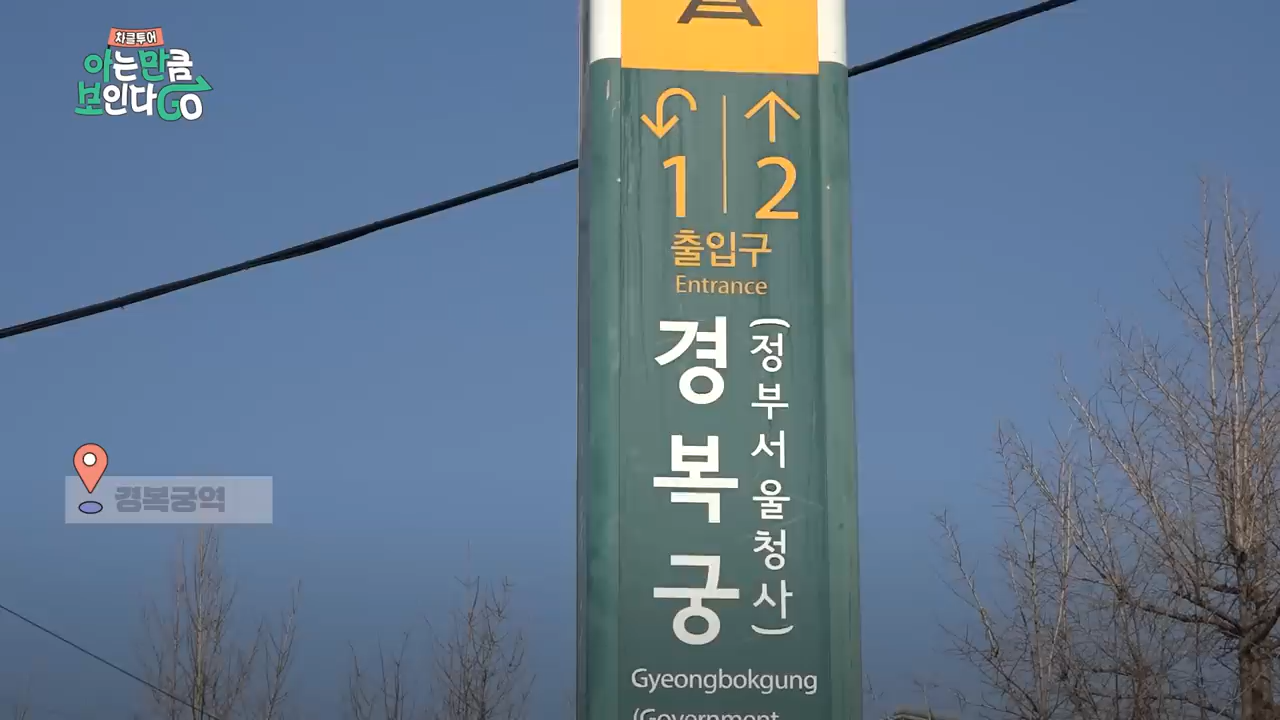 차클투어
아는만큼
보인다GO
1 2
출입구
Entrance
경복궁
(정부서울청사)
Gyeongbokgung
(Government
경복궁역